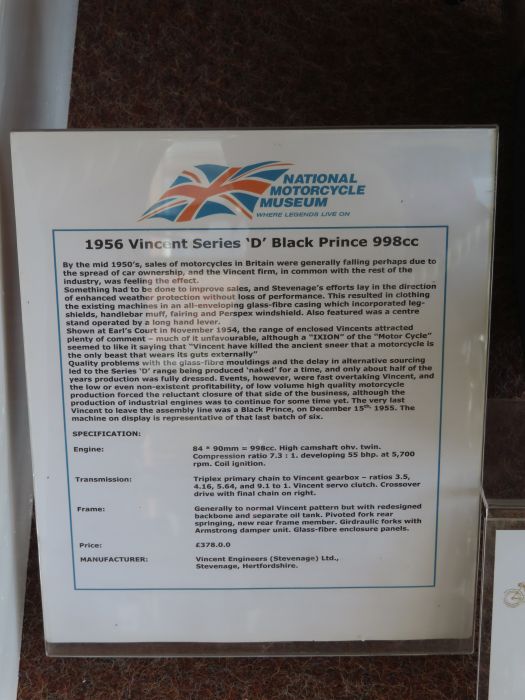 NATIONAL
MOTORCYCLE
MUSEUM
WHERE LEGENDS LIVE ON
1956 Vincent Series 'D' Black Prince 998cc
By the mid 1950's, sales of motorcycles in Britain were generally falling perhaps due to
the spread of car ownership, and the Vincent firm, in common with the rest of the
industry, was feeling the effect.
Something had to be done to improve sales, and Stevenage's efforts lay in the direction
of enhanced weather protection without loss of performance. This resulted in clothing
the existing machines in an all-enveloping glass-fibre casing which incorporated leg-
shields, handlebar muff, fairing and Perspex windshield. Also featured was a centre
stand operated by a long hand lever.
Shown at Earl's Court in November 1954, the range of enclosed Vincents attracted
plenty of comment – much of it unfavourable, although a "IXION" of the "Motor Cycle"
seemed to like it saying that "Vincent have killed the ancient sneer that a motorcycle is
the only beast that wears its guts externally"
Quality problems with the glass-fibre mouldings and the delay in alternative sourcing
led to the Series 'D' range being produced 'naked' for a time, and only about half of the
years production was fully dressed. Events, however, were fast overtaking Vincent, and
the low or even non-existent profitability, of low volume high quality motorcycle
production forced the reluctant closure of that side of the business, although the
production of industrial engines was to continue for some time yet. The very last
Vincent to leave the assembly line was a Black Prince, on December 15th, 1955. The
machine on display is representative of that last batch of six.
SPECIFICATION:
Engine: 84 * 90mm = 998cc. High camshaft ohv. twin.
Compression ratio 7.3 : 1. developing 55 bhp. at 5,700
rpm. Coil ignition.
Transmission: Triplex primary chain to Vincent gearbox – ratios 3.5,
4.16, 5.64, and 9.1 to 1. Vincent servo clutch. Crossover
drive with final chain on right.
Frame: Generally to normal Vincent pattern but with redesigned
backbone and separate oil tank. Pivoted fork rear
springing, new rear frame member. Girdraulic forks with
Armstrong damper unit. Glass-fibre enclosure panels.
Price: £378.0.0
MANUFACTURER: Vincent Engineers (Stevenage) Ltd.,
Stevenage, Hertfordshire.